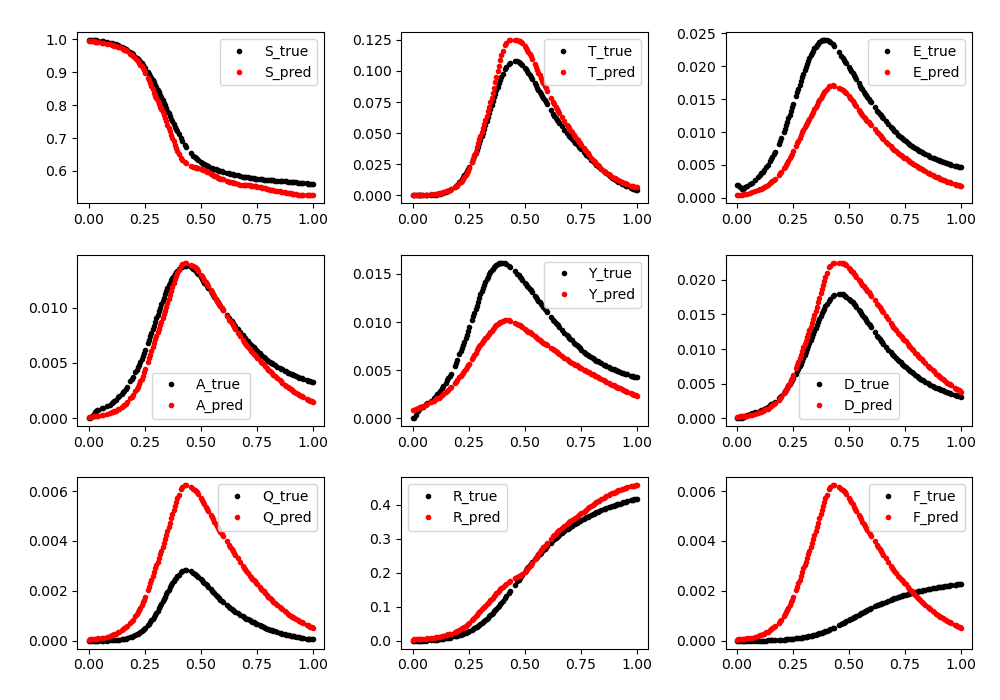 1.0
0.9
0.8
0.7
0.6
S_true
S_pred
0.00 0.25 0.50 0.75 1.00
0.125
0.100
0.075
0.050
0.025
0.000
T_true
T_pred
0.00 0.25 0.50 0.75 1.00
0.025
0.020
0.015
0.010
0.005
0.000
E_true
E_pred
0.00 0.25 0.50 0.75 1.00
0.010
0.005
0.000
A_true
A_pred
0.00 0.25 0.50 0.75 1.00
0.015
0.010
0.005
0.000
Y_true
Y_pred
0.00 0.25 0.50 0.75 1.00
0.020
0.015
0.010
0.005
0.000
D_true
D_pred
0.00 0.25 0.50 0.75 1.00
0.006
0.004
0.002
0.000
Q_true
Q_pred
0.00 0.25 0.50 0.75 1.00
0.4
0.3
0.2
0.1
0.0
R_true
R_pred
0.00 0.25 0.50 0.75 1.00
0.006
0.004
0.002
0.000
F_true
F_pred
0.00 0.25 0.50 0.75 1.00